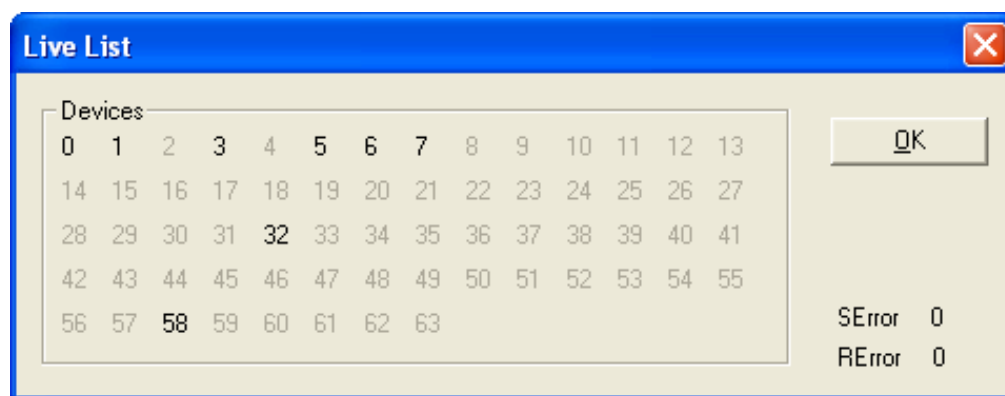 Live List
Devices
0 1 2 3 4 5 6 7 8 9 10 11 12 13
14 15 16 17 18 19 20 21 22 23 24 25 26 27
28 29 30 31 32 33 34 35 36 37 38 39 40 41
42 43 44 45 46 47 48 49 50 51 52 53 54 55
56 57 58 59 60 61 62 63
OK
SError 0
RError 0